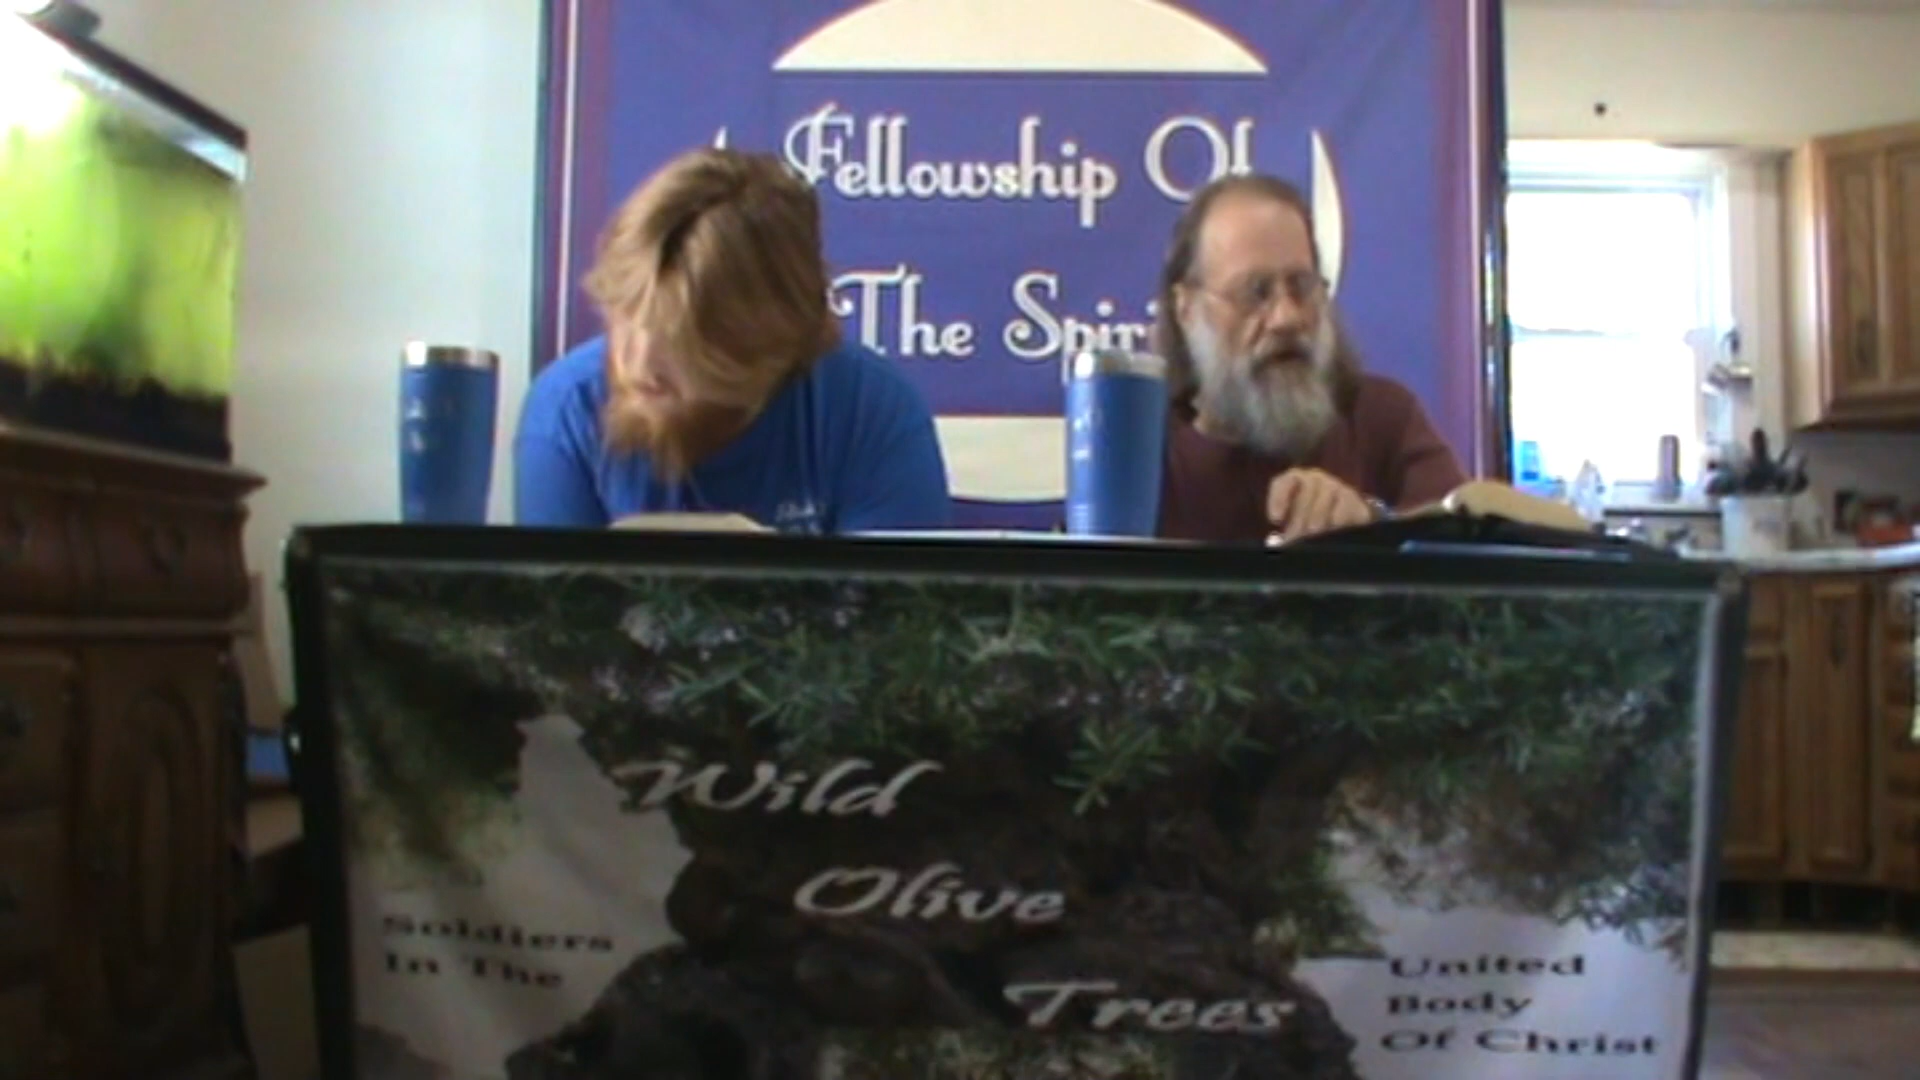 Fellowship Of
The Spiri
Wild
Olive
Trees
Soldiers
In The
United
Body
Of Christ